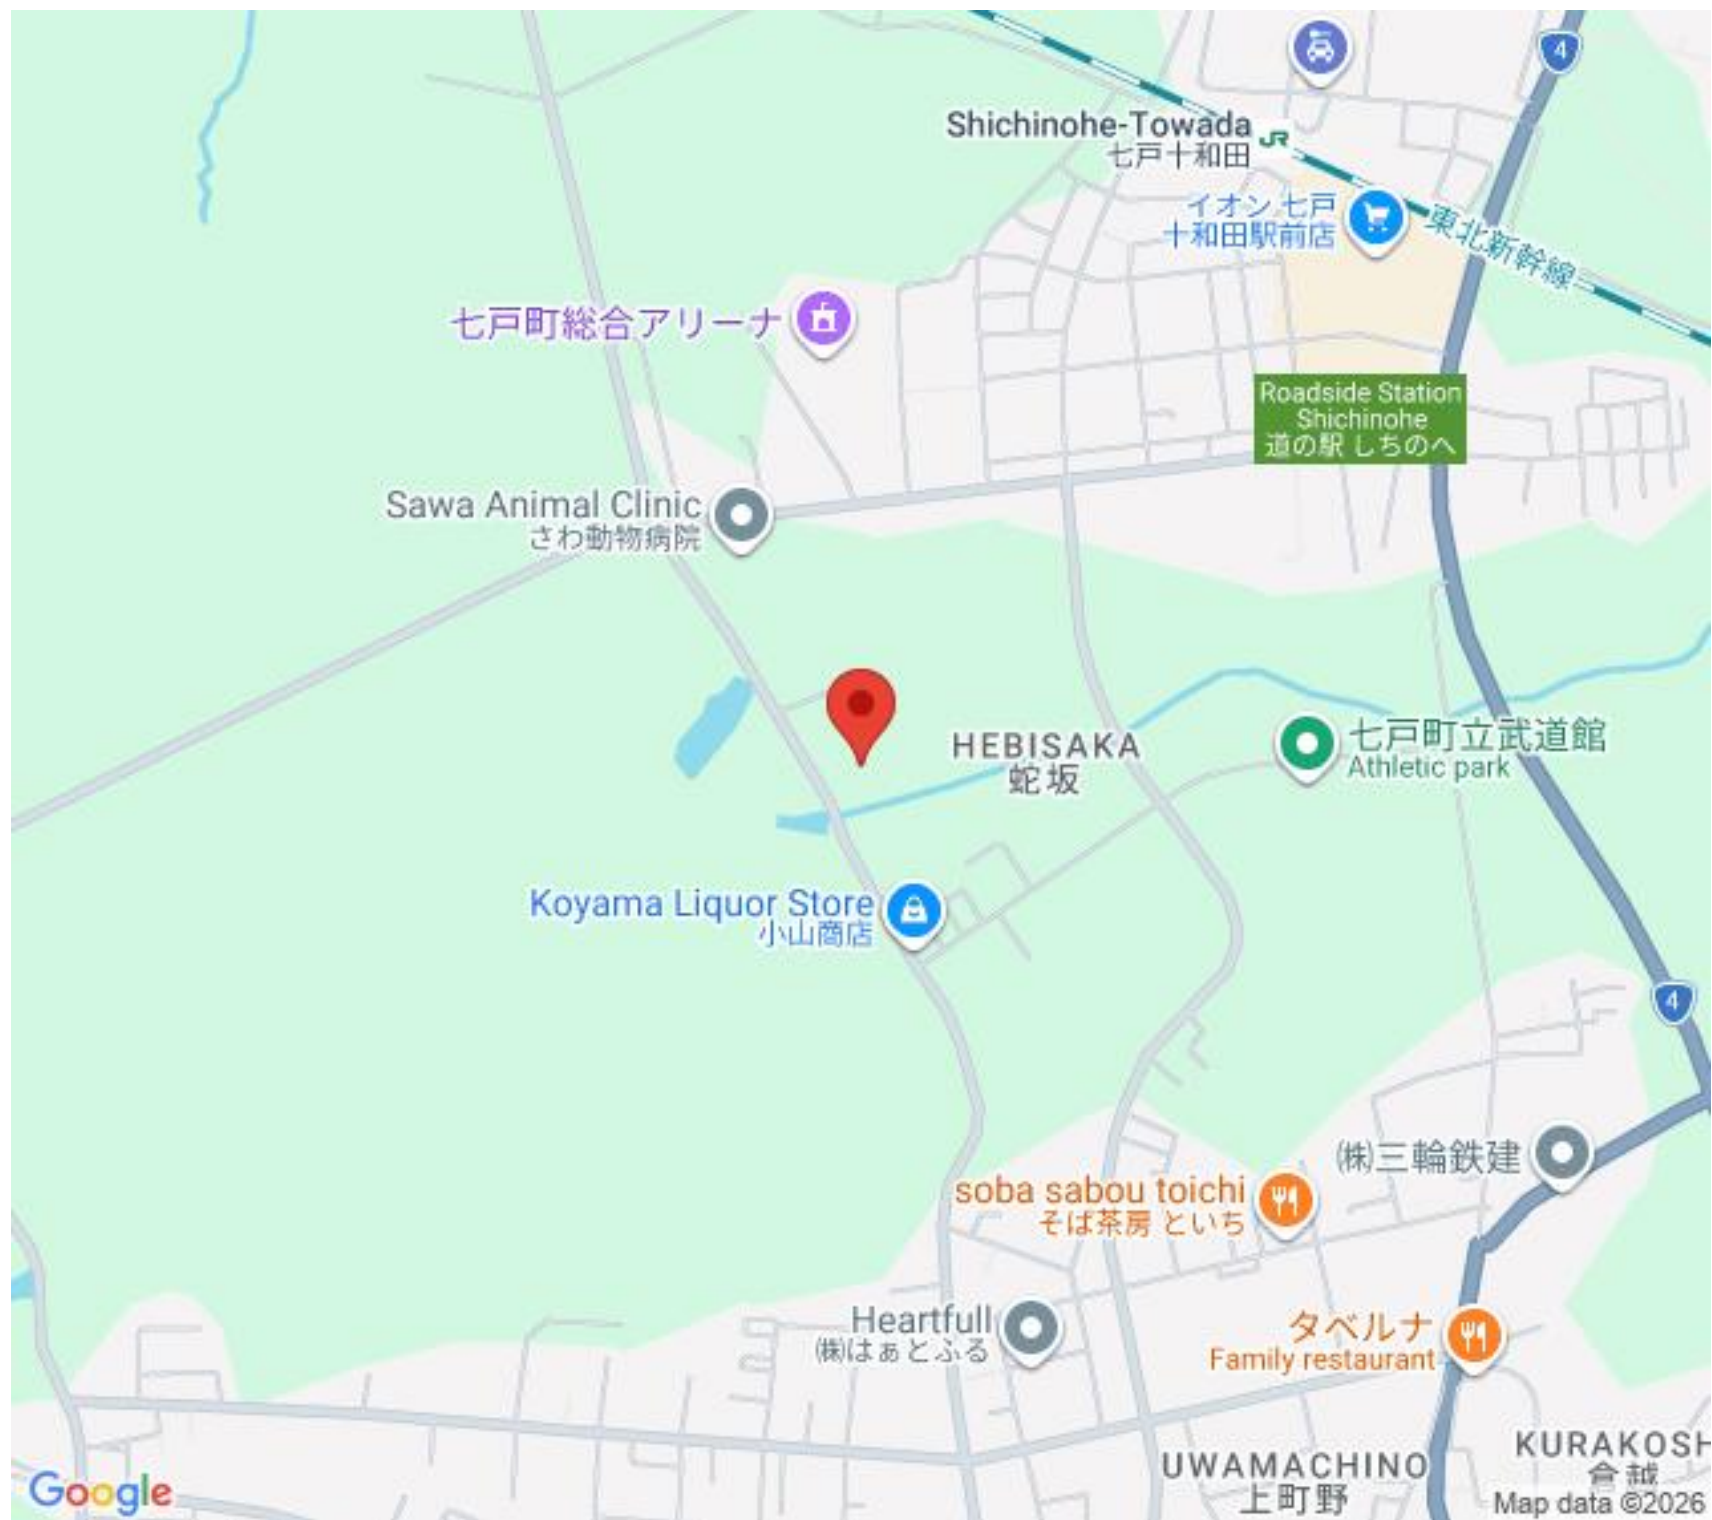 4
Shichinohe-Towada
七戸十和田
JR
イオン 七戸
十和田駅前店
東北新幹線
七戸町総合アリーナ
Roadside Station
Shichinohe
道の駅 しちのへ
Sawa Animal Clinic
さわ動物病院
HEBISAKA
蛇坂
七戸町立武道館
Athletic park
Koyama Liquor Store
小山商店
4
㈱三輪鉄建
soba sabou toichi
そば茶房 といち
Heartfull
㈱はぁとふる
タベルナ
Family restaurant
UWAMACHINO
上町野
KURAKOSH
倉越
Google
Map data ©2026